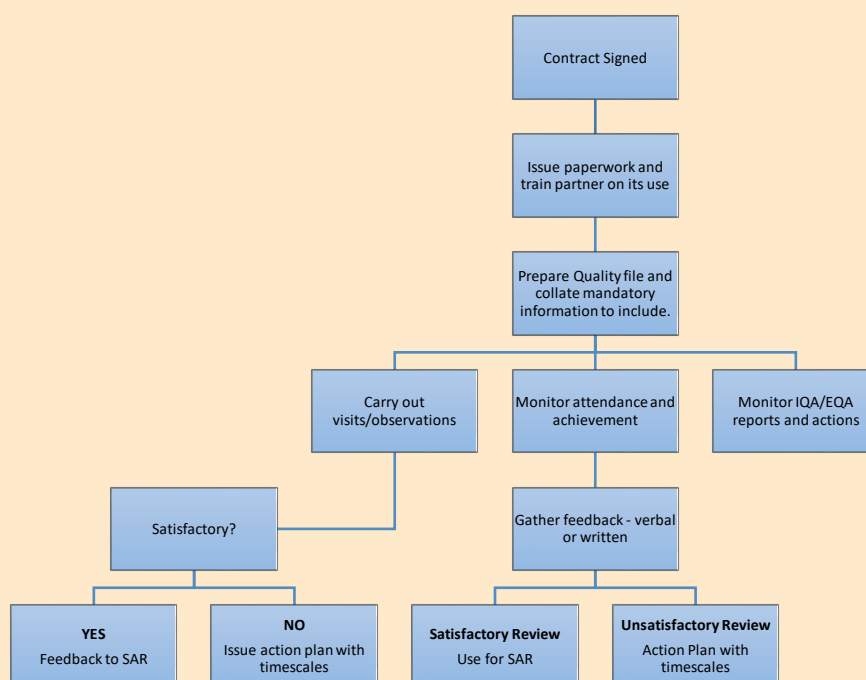 Contract Signed
Issue paperwork and
train partner on its use
Prepare Quality file and
collate mandatory
information to include.
Carry out
visits/observations
Monitor attendance and
achievement
Monitor IQA/EQA
reports and actions
Satisfactory?
Gather feedback - verbal
or written
YES
Feedback to SAR
NO
Issue action plan with
timescales
Satisfactory Review
Use for SAR
Unsatisfactory Review
Action Plan with
timescales